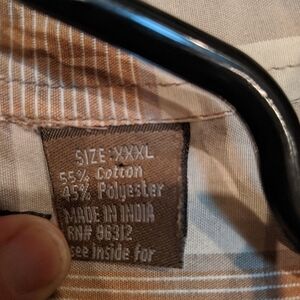 SIZE:XXXL
55% Cotton
45% Polyester
MADE IN INDIA
RN# 96312
see inside for